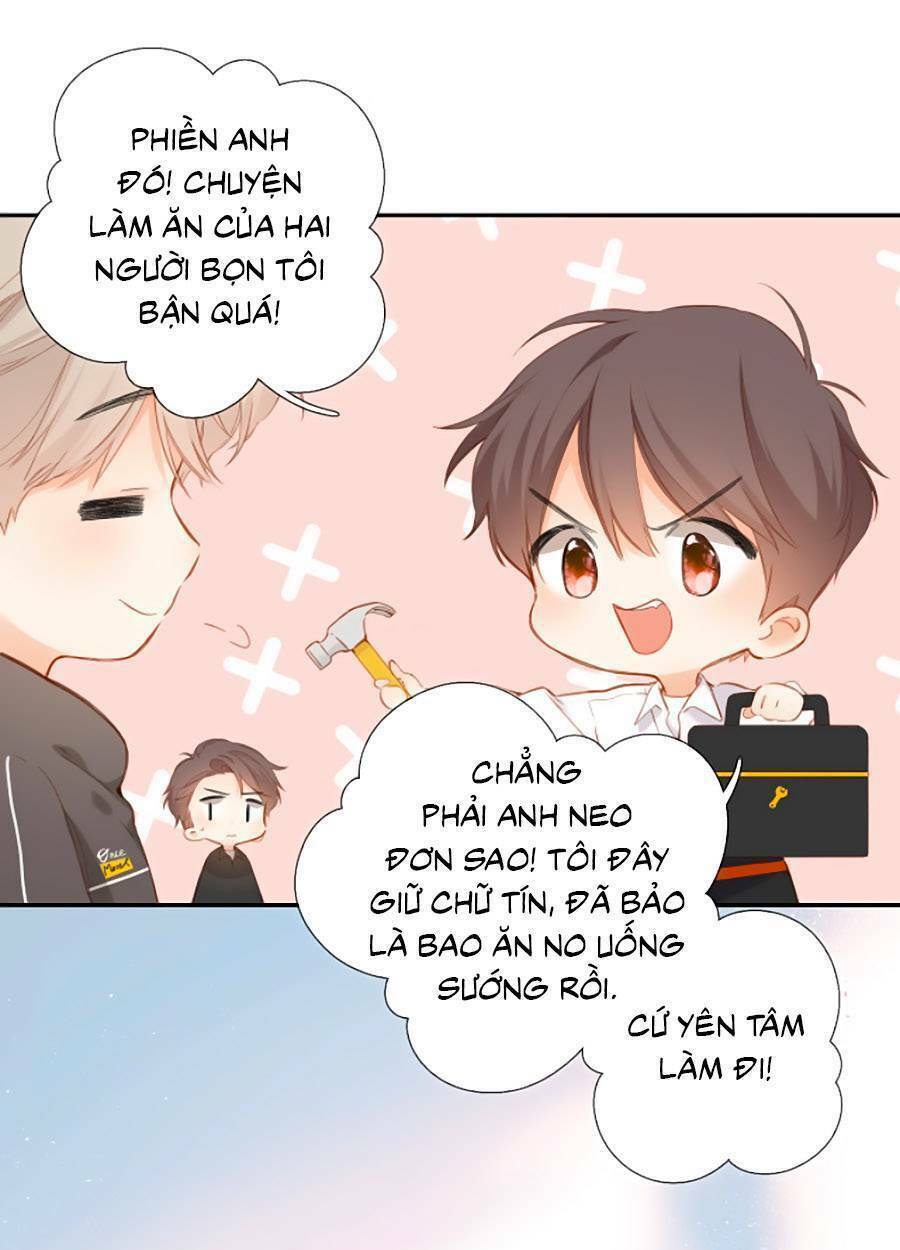 PHIỀN ANH
ĐÓ! CHUYỆN
LÀM ĂN CỦA HAI
NGƯỜI BỌN TÔI
BẬN QUÁ!
CHẲNG
PHẢI ANH NEO
ĐƠN SAO! TÔI ĐÂY
GIỮ CHỮ TÍN, ĐÃ BẢO
LÀ BAO ĂN NO UỐNG
SƯỚNG RỒI.
CỨ YÊN TÂM
LÀM ĐI!